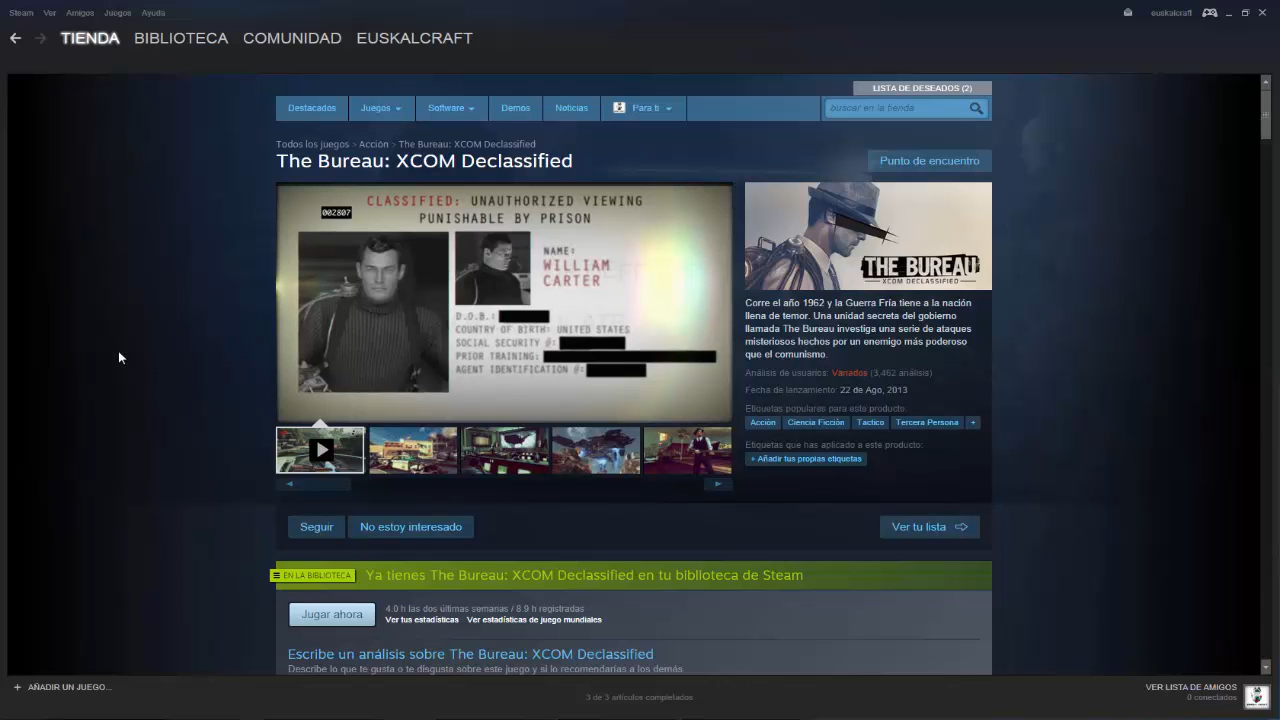 Steam Ver Amigos Juegos Ayuda
euskalcraft
TIENDA BIBLIOTECA COMUNIDAD EUSKALCRAFT
LISTA DE DESEADOS (2)
Destacados Juegos Software Demos Noticias Para ti
buscar en la tienda
Todos los juegos > Acción > The Bureau: XCOM Declassified
The Bureau: XCOM Declassified
Punto de encuentro
CLASSIFIED: UNAUTHORIZED VIEWING
PUNISHABLE BY PRISON
002807
NAME:
WILLIAM
CARTER
D.O.B.:
COUNTRY OF BIRTH: UNITED STATES
SOCIAL SECURITY #:
PRIOR TRAINING:
AGENT IDENTIFICATION #:
THE BUREAU
XCOM DECLASSIFIED
Corre el año 1962 y la Guerra Fría tiene a la nación
llena de temor. Una unidad secreta del gobierno
llamada The Bureau investiga una serie de ataques
misteriosos hechos por un enemigo más poderoso
que el comunismo.
Análisis de usuarios: Variados (3,462 análisis)
Fecha de lanzamiento: 22 de Ago, 2013
Etiquetas populares para este producto:
Acción Ciencia Ficción Táctico Tercera Persona +
Etiquetas que has aplicado a este producto:
+ Añadir tus propias etiquetas
Seguir No estoy interesado Ver tu lista
EN LA BIBLIOTECA Ya tienes The Bureau: XCOM Declassified en tu biblioteca de Steam
Jugar ahora
4.0 h las dos últimas semanas / 8.9 h registradas
Ver tus estadísticas Ver estadísticas de juego mundiales
Escribe un análisis sobre The Bureau: XCOM Declassified
Describe lo que te gusta o te disgusta sobre este juego y si lo recomendarías a los demás.
+ AÑADIR UN JUEGO...
3 de 3 artículos completados
VER LISTA DE AMIGOS
0 conectados